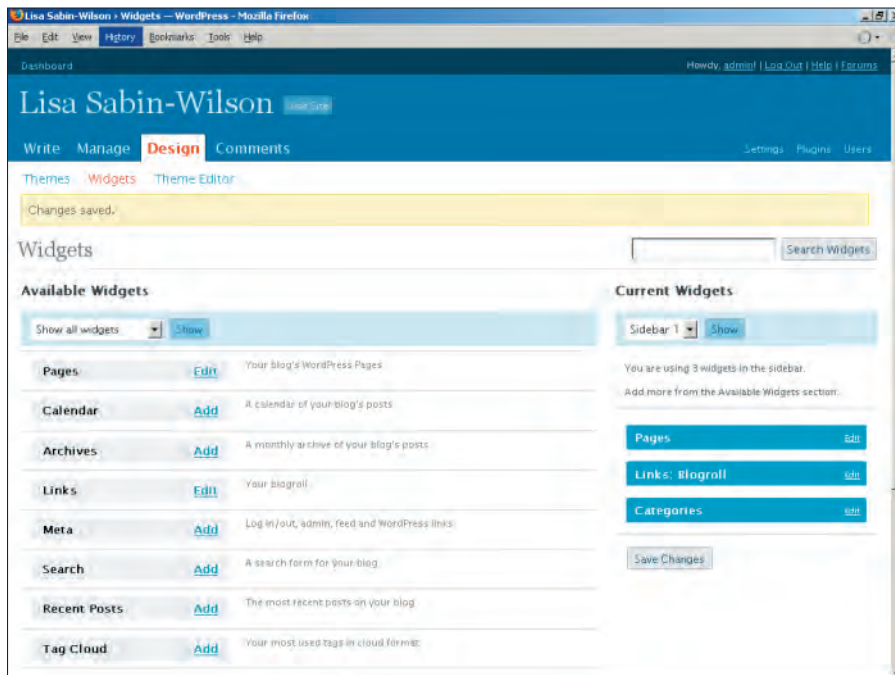 Lisa Sabin-Wilson › Widgets — WordPress - Mozilla Firefox
File Edit View History Bookmarks Tools Help
Dashboard
Howdy, admin! | Log Out | Help | Forums
Lisa Sabin-Wilson Visit Site
Write Manage Design Comments
Settings Plugins Users
Themes Widgets Theme Editor
Changes saved.
Widgets
Search Widgets
Available Widgets
Show all widgets Show
Pages Edit Your blog's WordPress Pages
Calendar Add A calendar of your blog's posts
Archives Add A monthly archive of your blog's posts
Links Edit Your blogroll
Meta Add Log in/out, admin, feed and WordPress links
Search Add A search form for your blog
Recent Posts Add The most recent posts on your blog
Tag Cloud Add Your most used tags in cloud format
Current Widgets
Sidebar 1 Show
You are using 3 widgets in the sidebar.
Add more from the Available Widgets section.
Pages Edit
Links: Blogroll Edit
Categories Edit
Save Changes